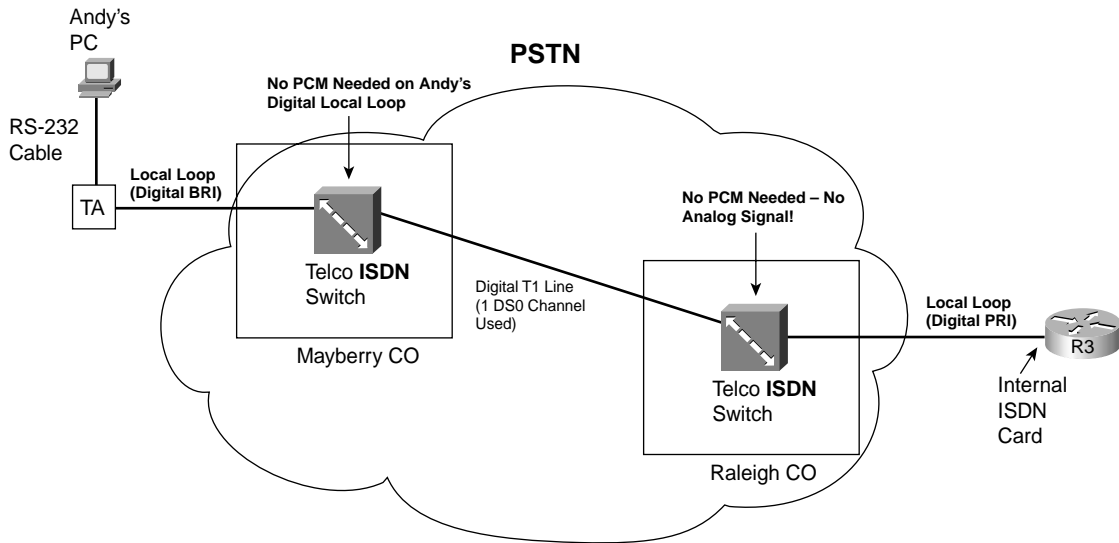 Andy's
PC
PSTN
No PCM Needed on Andy's
Digital Local Loop
RS-232
Cable
Local Loop
(Digital BRI)
TA
No PCM Needed – No
Analog Signal!
Telco ISDN
Switch
Digital T1 Line
(1 DS0 Channel
Used)
Mayberry CO
Local Loop
(Digital PRI)
R3
Telco ISDN
Switch
Internal
ISDN
Card
Raleigh CO